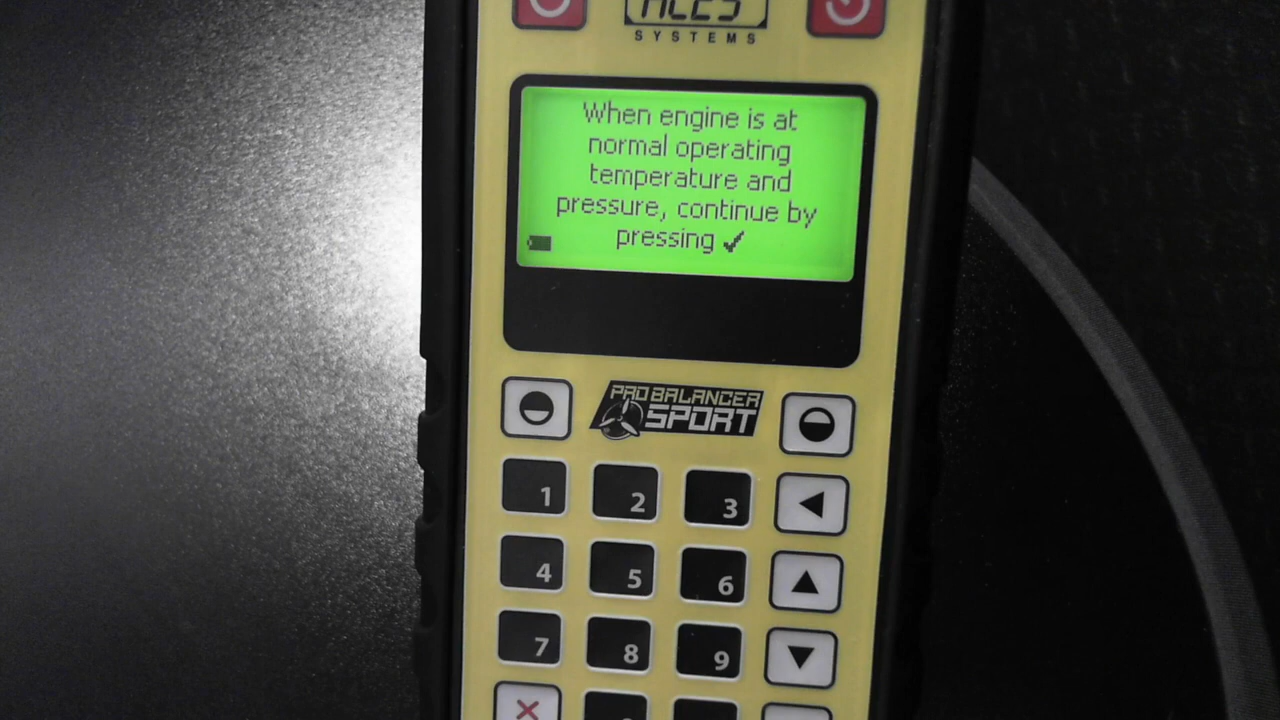 ACES
SYSTEMS
When engine is at
normal operating
temperature and
pressure, continue by
pressing ✓
PRO BALANCER
SPORT
1 2 3
4 5 6
7 8 9